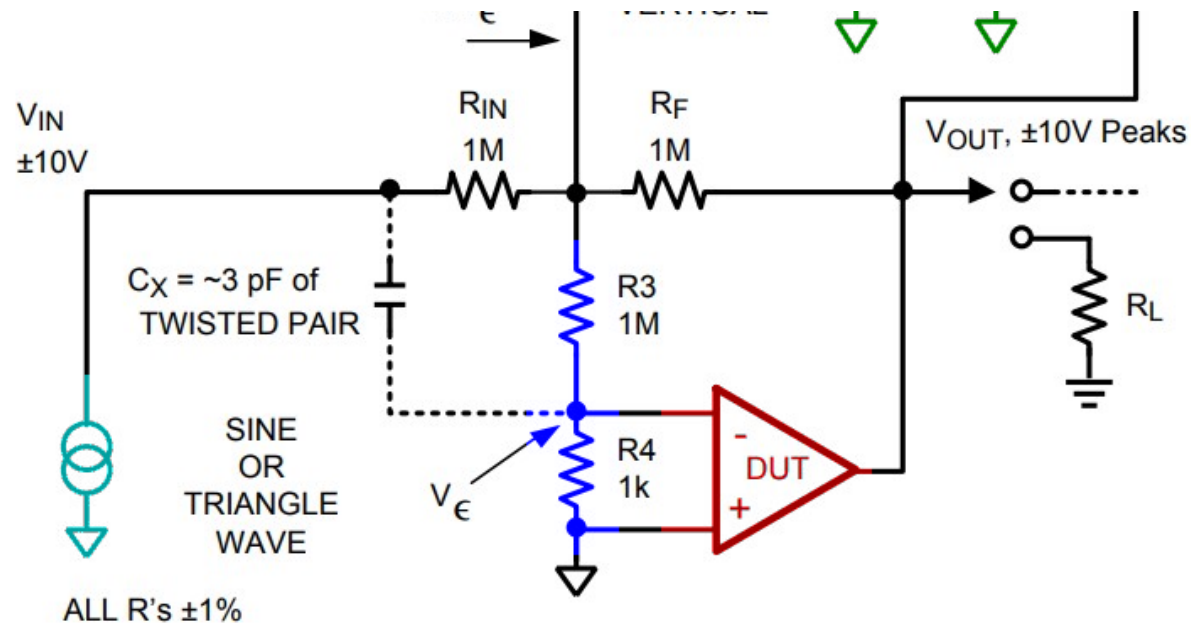 ϵ
VERTICAL
VIN
±10V
RIN
1M
RF
1M
VOUT, ±10V Peaks
CX = ~3 pF of
TWISTED PAIR
R3
1M
RL
SINE
OR
TRIANGLE
WAVE
Vϵ
R4
1k
-
DUT
+
ALL R's ±1%